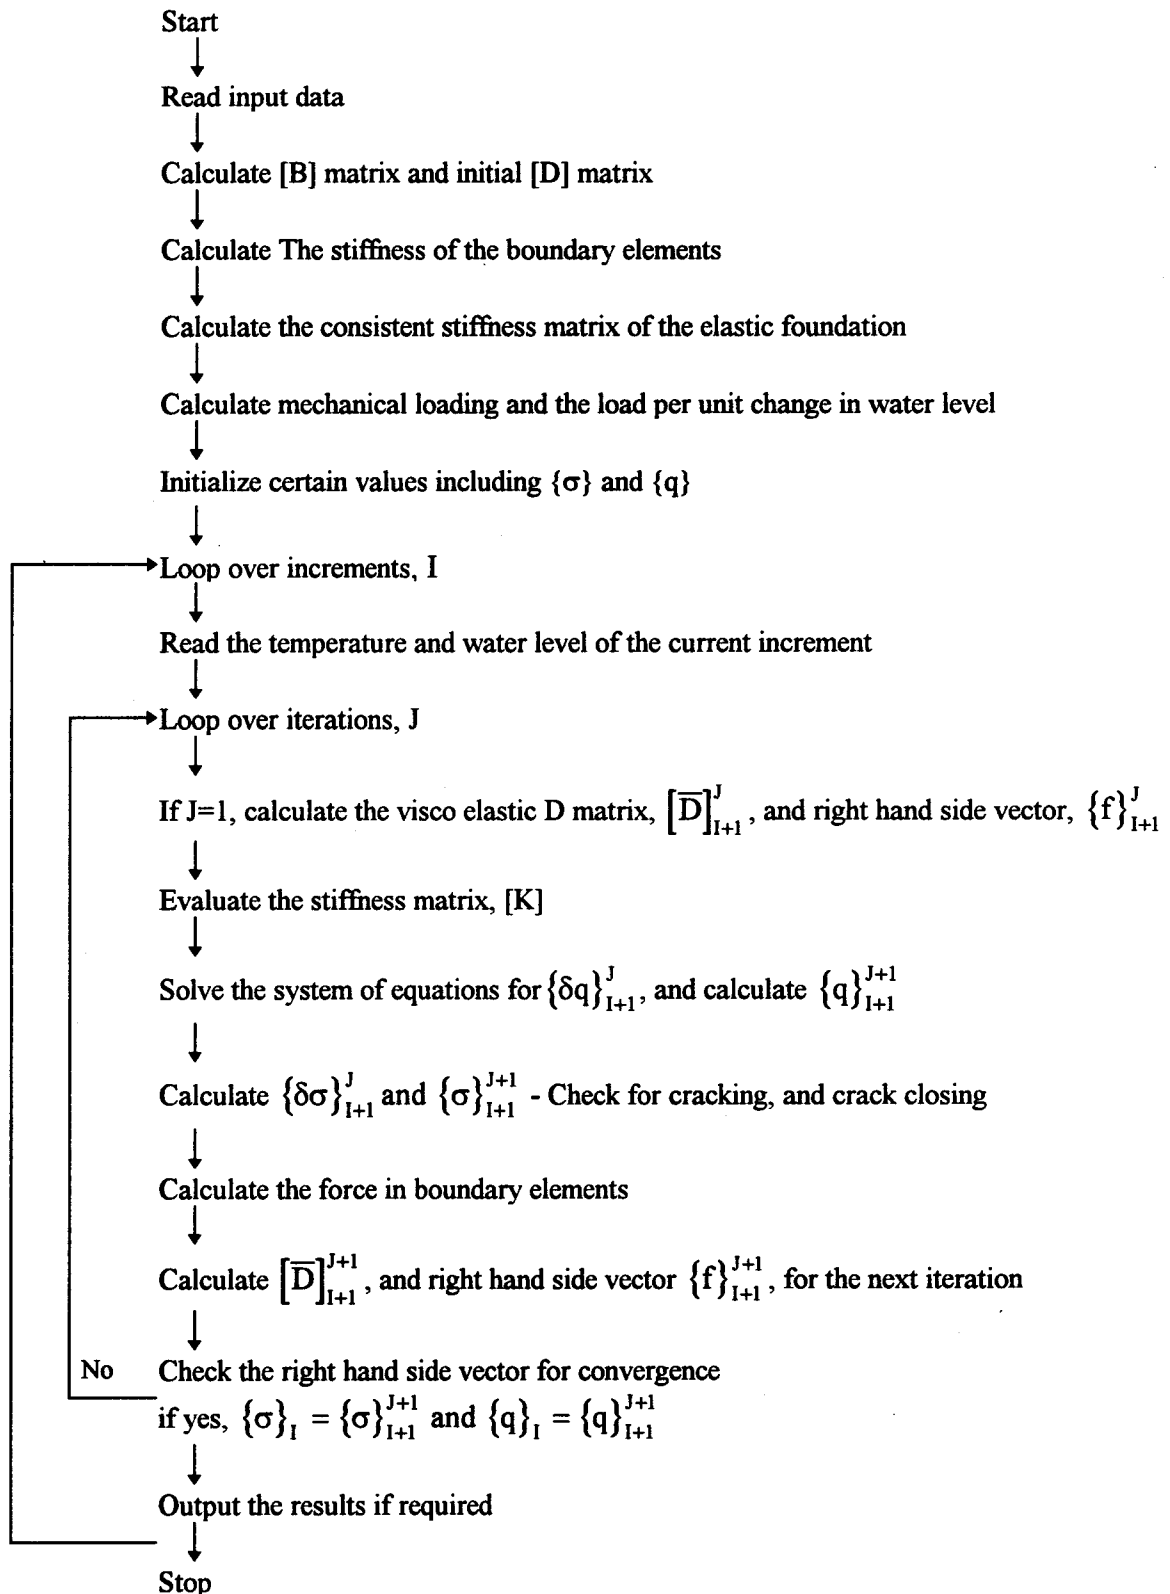 Start
Read input data
Calculate [B] matrix and initial [D] matrix
Calculate The stiffness of the boundary elements
Calculate the consistent stiffness matrix of the elastic foundation
Calculate mechanical loading and the load per unit change in water level
Initialize certain values including {σ} and {q}
Loop over increments, I
Read the temperature and water level of the current increment
Loop over iterations, J
If J=1, calculate the visco elastic D matrix, [D̅]_{I+1}^{J}, and right hand side vector, {f}_{I+1}^{J}
Evaluate the stiffness matrix, [K]
Solve the system of equations for {δq}_{I+1}^{J}, and calculate {q}_{I+1}^{J+1}
Calculate {δσ}_{I+1}^{J} and {σ}_{I+1}^{J+1} - Check for cracking, and crack closing
Calculate the force in boundary elements
Calculate [D̅]_{I+1}^{J+1}, and right hand side vector {f}_{I+1}^{J+1}, for the next iteration
No Check the right hand side vector for convergence
if yes, {σ}_{I} = {σ}_{I+1}^{J+1} and {q}_{I} = {q}_{I+1}^{J+1}
Output the results if required
Stop